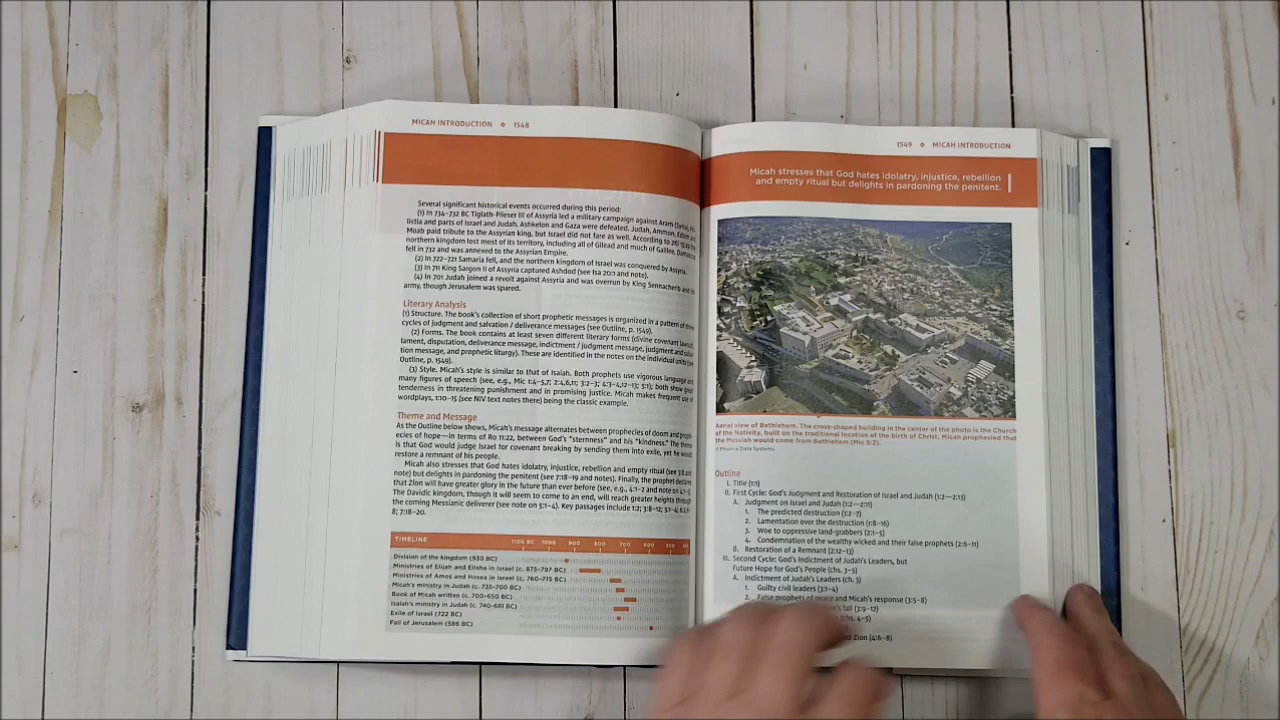 MICAH INTRODUCTION ◆ 1548
Several significant historical events occurred during this period:
(1) In 734–732 BC Tiglath-Pileser III of Assyria led a military campaign against Aram (Syria), Phi-
listia and parts of Israel and Judah. Ashkelon and Gaza were defeated. Judah, Ammon, Edom and
Moab paid tribute to the Assyrian king, but Israel did not fare as well. According to 2Ki 15:29 the
northern kingdom lost most of its territory, including all of Gilead and much of Galilee. Damascus
fell in 732 and was annexed to the Assyrian Empire.
(2) In 722–721 Samaria fell, and the northern kingdom of Israel was conquered by Assyria.
(3) In 711 King Sargon II of Assyria captured Ashdod (see Isa 20:1 and note).
(4) In 701 Judah joined a revolt against Assyria and was overrun by King Sennacherib and his
army, though Jerusalem was spared.
Literary Analysis
(1) Structure. The book's collection of short prophetic messages is organized in a pattern of three
cycles of judgment and salvation / deliverance messages (see Outline, p. 1549).
(2) Forms. The book contains at least seven different literary forms (divine covenant lawsuit,
lament, disputation, deliverance message, indictment / judgment message, judgment and salva-
tion message, and prophetic liturgy). These are identified in the notes on the individual units (see
Outline, p. 1549).
(3) Style. Micah's style is similar to that of Isaiah. Both prophets use vigorous language and
many figures of speech (see, e.g., Mic 1:4–5,7; 2:4,6,11; 3:2–3; 4:3–4,12–13; 5:1); both show great
tenderness in threatening punishment and in promising justice. Micah makes frequent use of
wordplays, 1:10–15 (see NIV text notes there) being the classic example.
Theme and Message
As the Outline below shows, Micah's message alternates between prophecies of doom and proph-
ecies of hope—in terms of Ro 11:22, between God's "sternness" and his "kindness." The theme
is that God would judge Israel for covenant breaking by sending them into exile, yet he would
restore a remnant of his people.
Micah also stresses that God hates idolatry, injustice, rebellion and empty ritual (see 3:8 and
note) but delights in pardoning the penitent (see 7:18–19 and notes). Finally, the prophet declares
that Zion will have greater glory in the future than ever before (see, e.g., 4:1–2 and note on 4:1–5).
The Davidic kingdom, though it will seem to come to an end, will reach greater heights through
the coming Messianic deliverer (see note on 5:1–4). Key passages include 1:2; 3:8–12; 5:1–4; 6:2,6–
8; 7:18–20.
TIMELINE 1100 BC 1000 900 800 700 600
Division of the kingdom (930 BC)
Ministries of Elijah and Elisha in Israel (c. 875–797 BC)
Ministries of Amos and Hosea in Israel (c. 760–715 BC)
Micah's ministry in Judah (c. 735–700 BC)
Book of Micah written (c. 700–650 BC)
Isaiah's ministry in Judah (c. 740–681 BC)
Exile of Israel (722 BC)
Fall of Jerusalem (586 BC)
1549 ◆ MICAH INTRODUCTION
Micah stresses that God hates idolatry, injustice, rebellion
and empty ritual but delights in pardoning the penitent.
Aerial view of Bethlehem. The cross-shaped building in the center of the photo is the Church
of the Nativity, built on the traditional location of the birth of Christ. Micah prophesied that
the Messiah would come from Bethlehem (Mic 5:2).
© Phoenix Data Systems
Outline
I. Title (1:1)
II. First Cycle: God's Judgment and Restoration of Israel and Judah (1:2—2:13)
A. Judgment on Israel and Judah (1:2—2:11)
1. The predicted destruction (1:2–7)
2. Lamentation over the destruction (1:8–16)
3. Woe to oppressive land-grabbers (2:1–5)
4. Condemnation of the wealthy wicked and their false prophets (2:6–11)
B. Restoration of a Remnant (2:12–13)
III. Second Cycle: God's Indictment of Judah's Leaders, but
Future Hope for God's People (chs. 3–5)
A. Indictment of Judah's Leaders (ch. 3)
1. Guilty civil leaders (3:1–4)
2. False prophets of peace and Micah's response (3:5–8)
fall (3:9–12)
(chs. 4–5)
Zion (4:6–8)